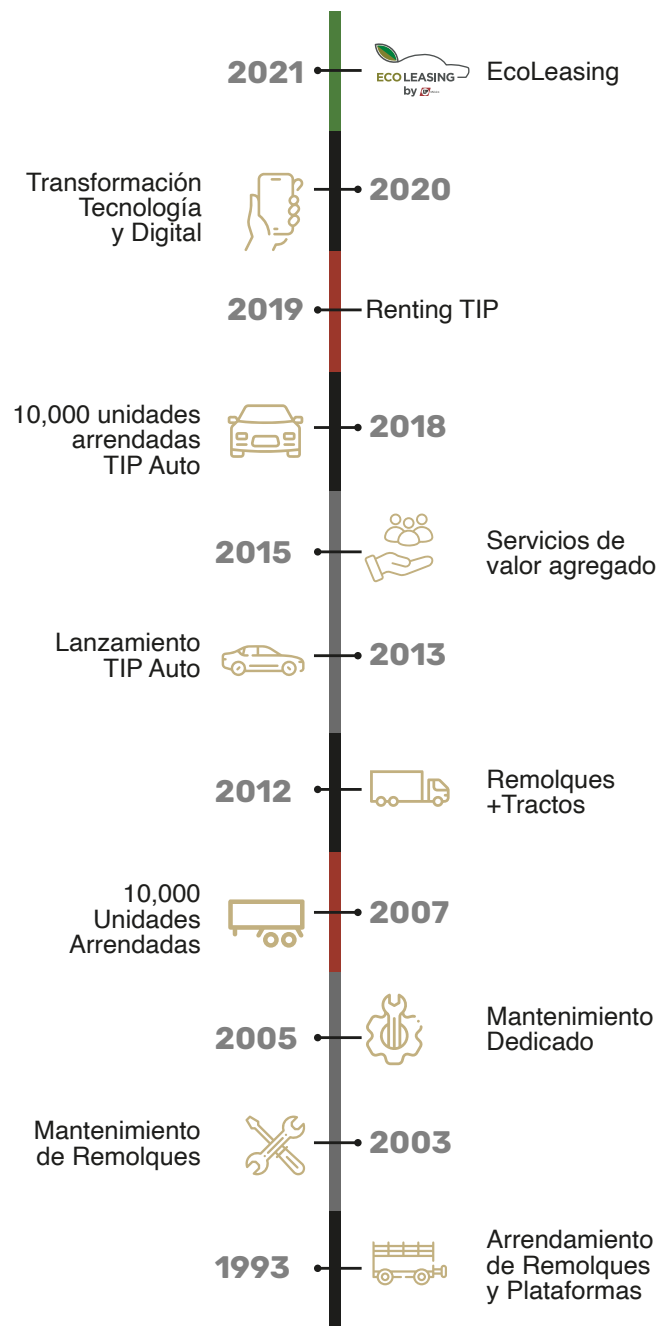 2021
ECOLEASING
by
EcoLeasing
Transformación
Tecnología
y Digital
2020
2019
Renting TIP
10,000 unidades
arrendadas
TIP Auto
2018
2015
Servicios de
valor agregado
Lanzamiento
TIP Auto
2013
2012
Remolques
+Tractos
10,000
Unidades
Arrendadas
2007
2005
Mantenimiento
Dedicado
Mantenimiento
de Remolques
2003
1993
Arrendamiento
de Remolques
y Plataformas